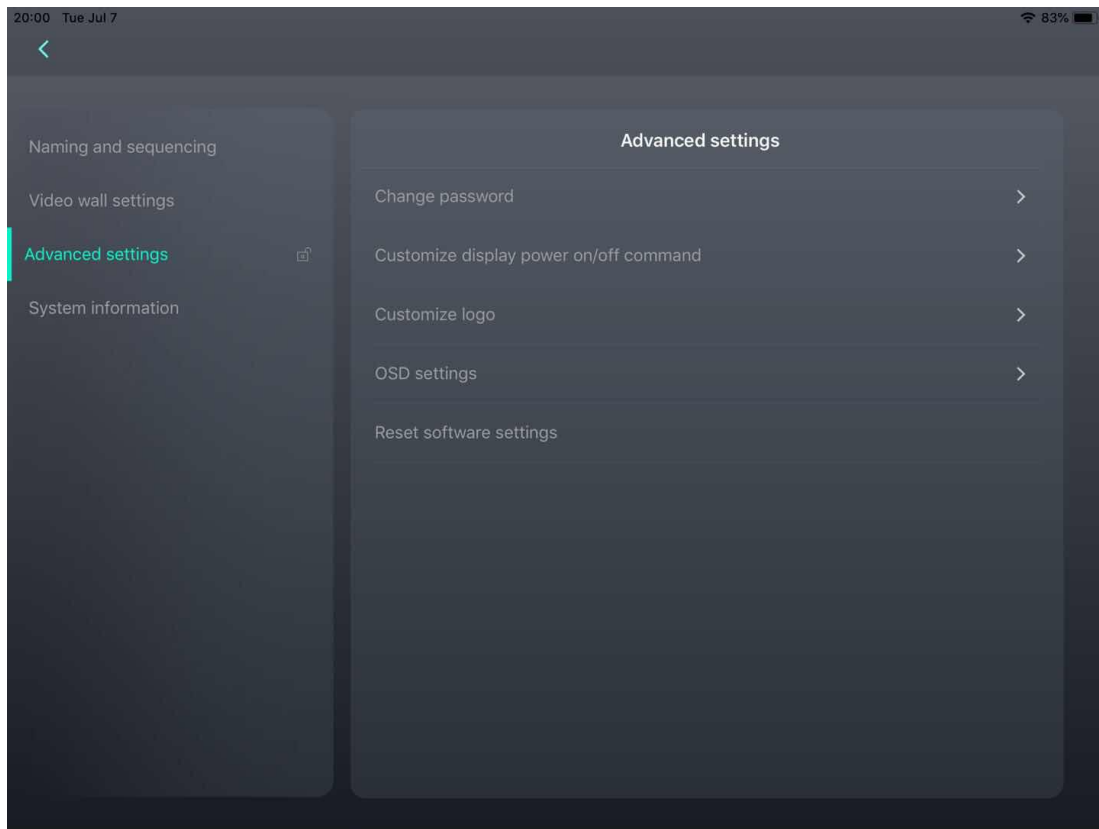 20:00 Tue Jul 7
83%
Naming and sequencing
Video wall settings
Advanced settings
System information
Advanced settings
Change password
Customize display power on/off command
Customize logo
OSD settings
Reset software settings